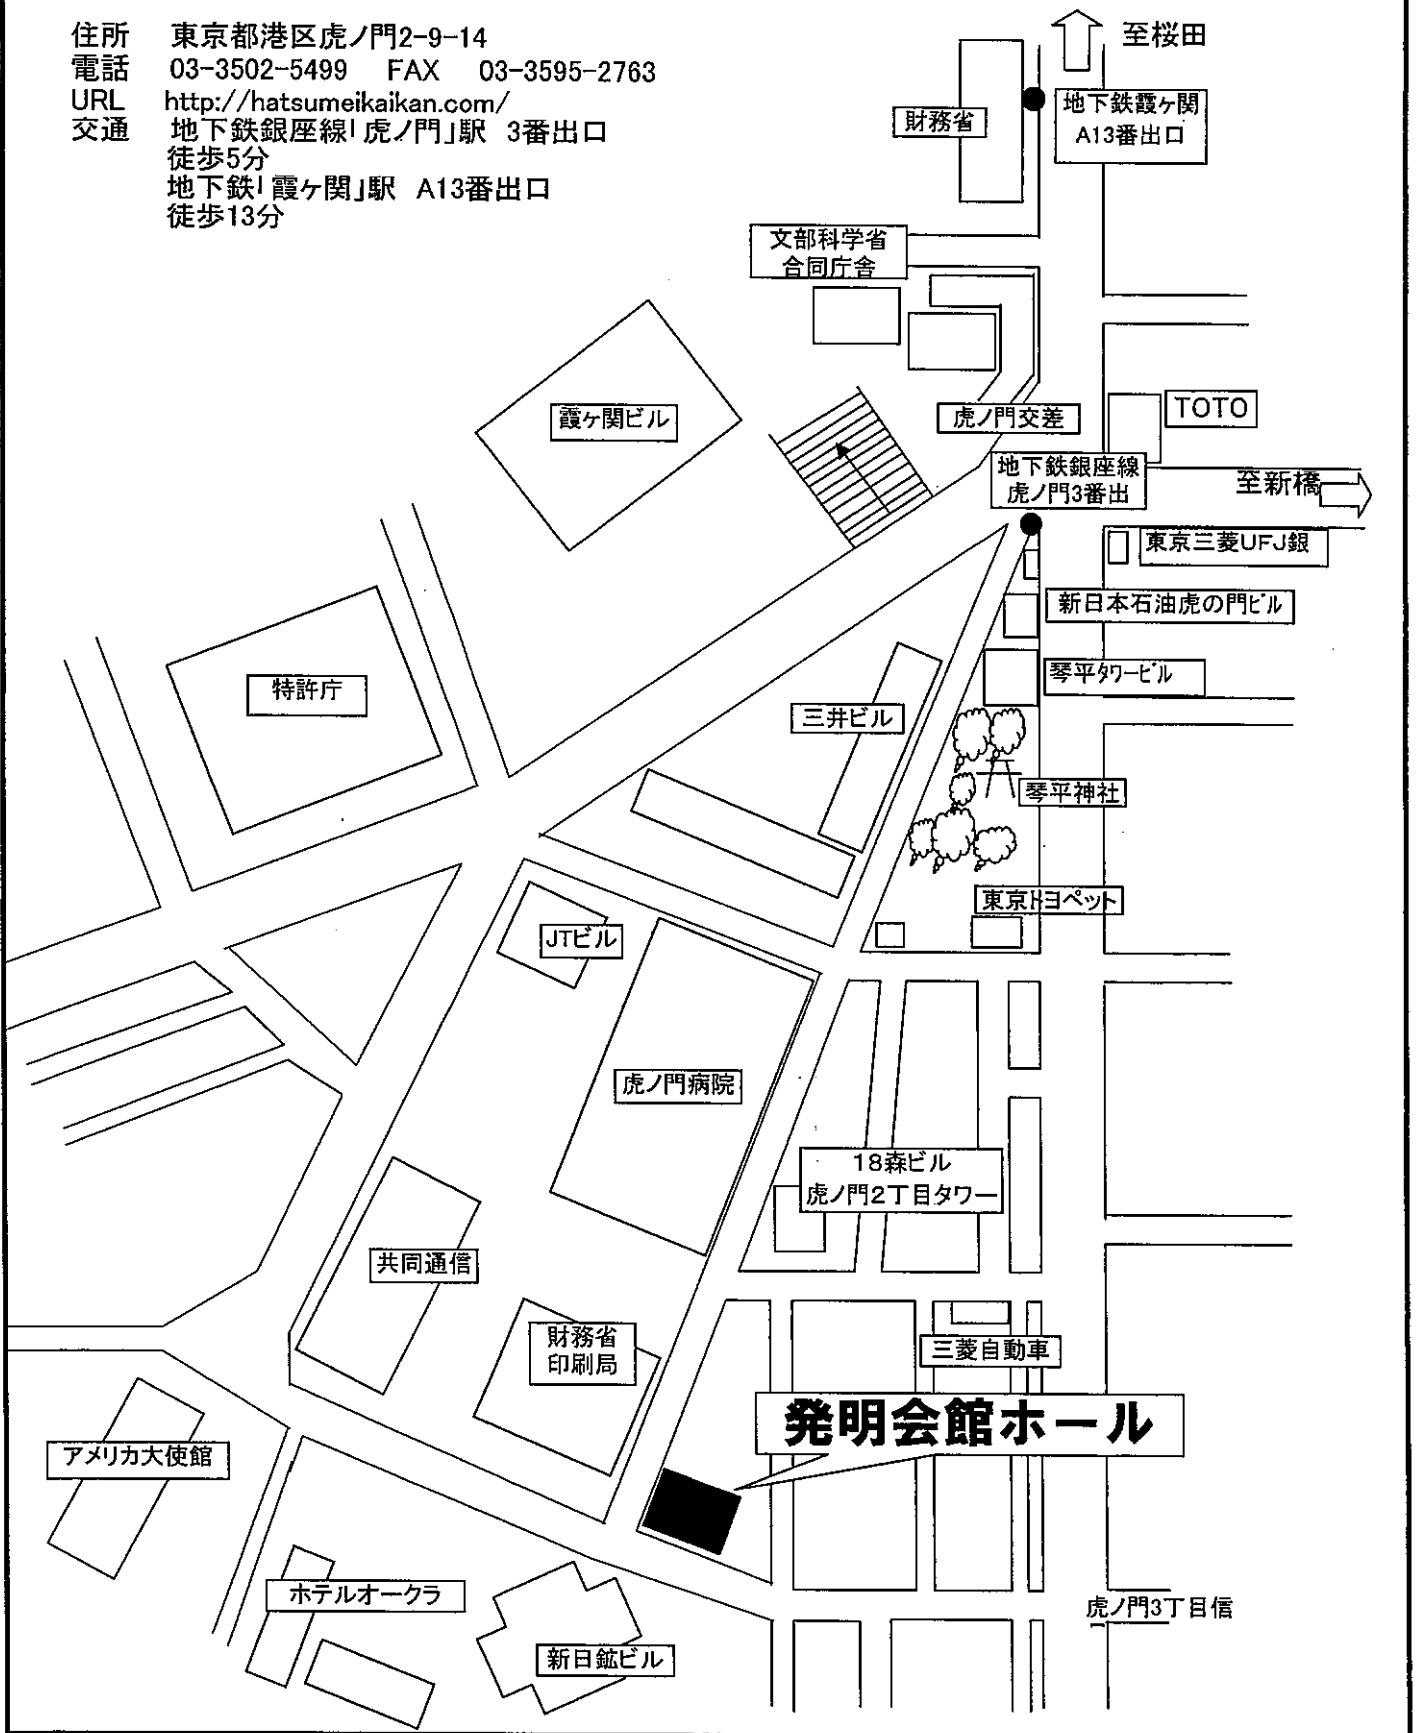 住所 東京都港区虎ノ門2-9-14
電話 03-3502-5499 FAX 03-3595-2763
URL http://hatsumeikaikan.com/
交通 地下鉄銀座線「虎ノ門」駅 3番出口
徒歩5分
地下鉄「霞ヶ関」駅 A13番出口
徒歩13分
至桜田
財務省
地下鉄霞ヶ関
A13番出口
文部科学省
合同庁舎
霞ヶ関ビル
虎ノ門交差
TOTO
地下鉄銀座線
虎ノ門3番出
至新橋
東京三菱UFJ銀
新日本石油虎の門ビル
特許庁
琴平タワービル
三井ビル
琴平神社
東京トヨペット
JTビル
虎ノ門病院
18森ビル
虎ノ門2丁目タワー
共同通信
財務省
印刷局
三菱自動車
発明会館ホール
アメリカ大使館
ホテルオークラ
虎ノ門3丁目信
新日鉱ビル